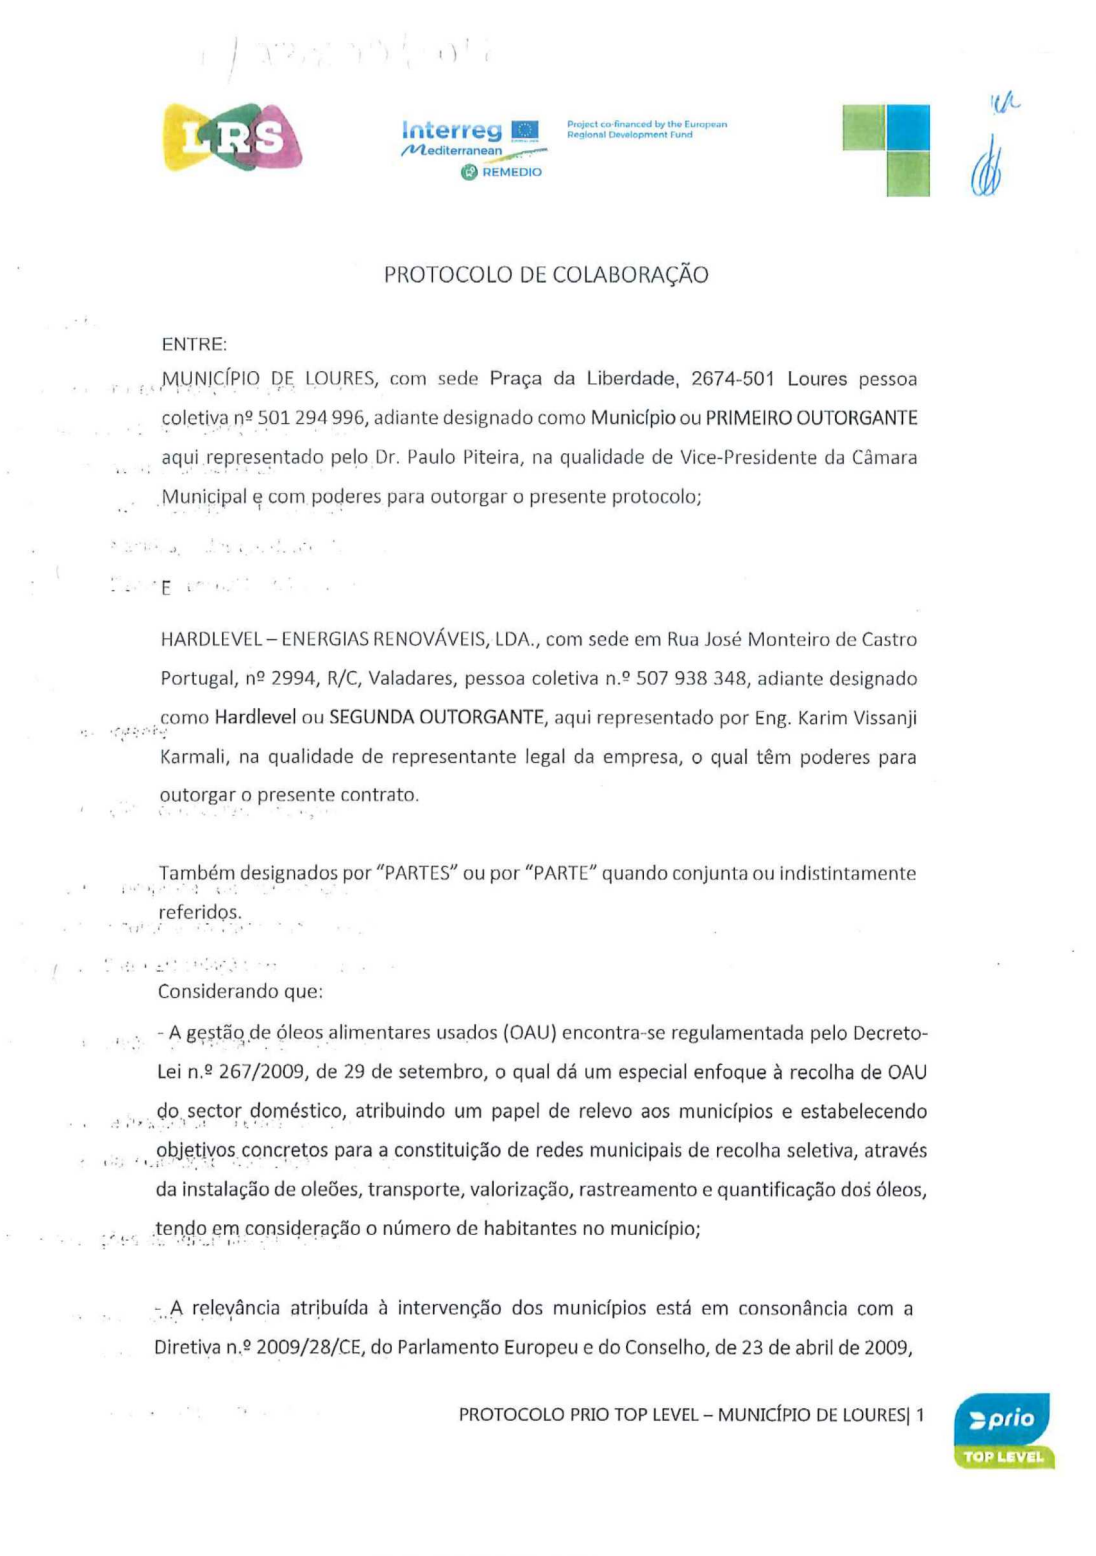 LRS
Interreg
Mediterranean
REMEDIO
Project co-financed by the European
Regional Development Fund
PROTOCOLO DE COLABORAÇÃO
ENTRE:
MUNICÍPIO DE LOURES, com sede Praça da Liberdade, 2674-501 Loures pessoa
coletiva nº 501 294 996, adiante designado como Município ou PRIMEIRO OUTORGANTE
aqui representado pelo Dr. Paulo Piteira, na qualidade de Vice-Presidente da Câmara
Municipal e com poderes para outorgar o presente protocolo;
E
HARDLEVEL – ENERGIAS RENOVÁVEIS, LDA., com sede em Rua José Monteiro de Castro
Portugal, nº 2994, R/C, Valadares, pessoa coletiva n.º 507 938 348, adiante designado
como Hardlevel ou SEGUNDA OUTORGANTE, aqui representado por Eng. Karim Vissanji
Karmali, na qualidade de representante legal da empresa, o qual têm poderes para
outorgar o presente contrato.
Também designados por "PARTES" ou por "PARTE" quando conjunta ou indistintamente
referidos.
Considerando que:
- A gestão de óleos alimentares usados (OAU) encontra-se regulamentada pelo Decreto-
Lei n.º 267/2009, de 29 de setembro, o qual dá um especial enfoque à recolha de OAU
do sector doméstico, atribuindo um papel de relevo aos municípios e estabelecendo
objetivos concretos para a constituição de redes municipais de recolha seletiva, através
da instalação de oleões, transporte, valorização, rastreamento e quantificação dos óleos,
tendo em consideração o número de habitantes no município;
- A relevância atribuída à intervenção dos municípios está em consonância com a
Diretiva n.º 2009/28/CE, do Parlamento Europeu e do Conselho, de 23 de abril de 2009,
PROTOCOLO PRIO TOP LEVEL – MUNICÍPIO DE LOURES| 1
prio
TOP LEVEL